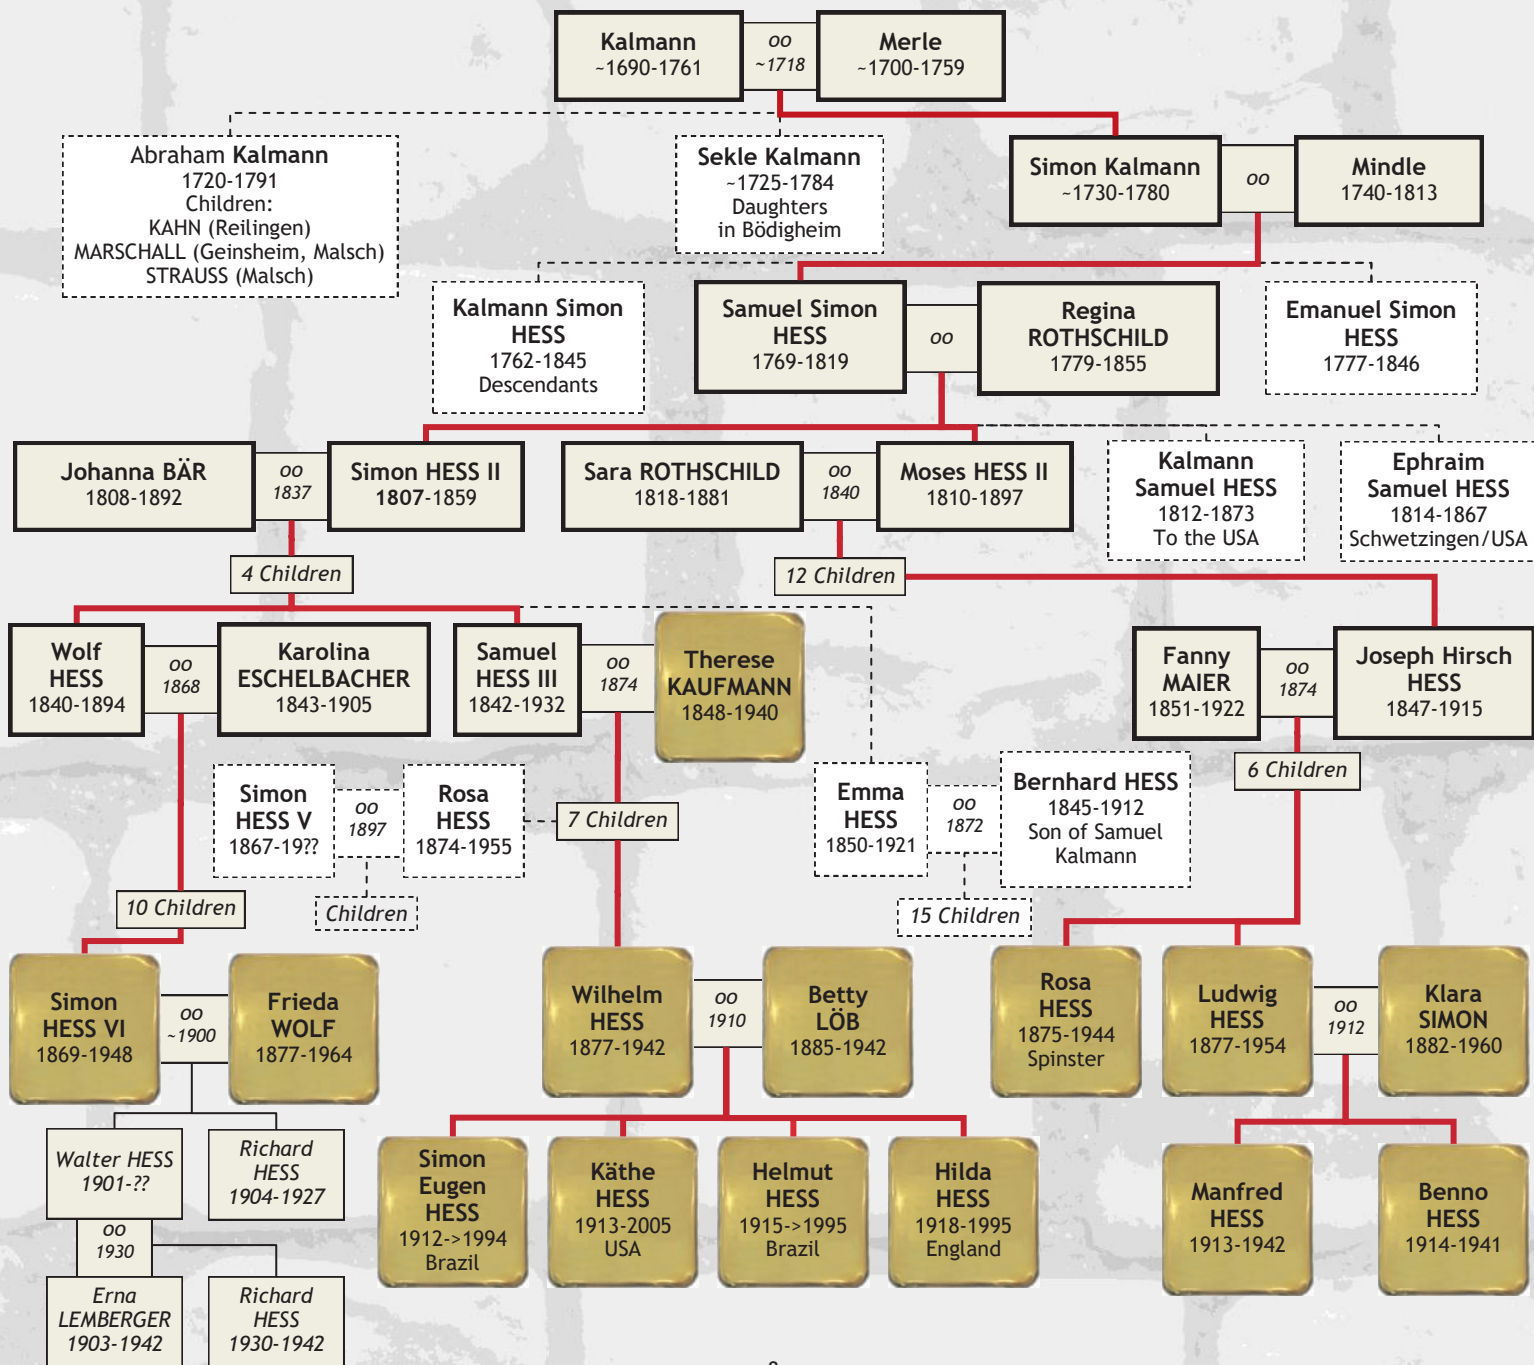 Kalmann
~1690-1761
oo
~1718
Merle
~1700-1759
Abraham Kalmann
1720-1791
Children:
KAHN (Reilingen)
MARSCHALL (Geinsheim, Malsch)
STRAUSS (Malsch)
Sekle Kalmann
~1725-1784
Daughters
in Bödigheim
Simon Kalmann
~1730-1780
oo
Mindle
1740-1813
Kalmann Simon
HESS
1762-1845
Descendants
Samuel Simon
HESS
1769-1819
oo
Regina
ROTHSCHILD
1779-1855
Emanuel Simon
HESS
1777-1846
Johanna BÄR
1808-1892
oo
1837
Simon HESS II
1807-1859
Sara ROTHSCHILD
1818-1881
oo
1840
Moses HESS II
1810-1897
Kalmann
Samuel HESS
1812-1873
To the USA
Ephraim
Samuel HESS
1814-1867
Schwetzingen/USA
4 Children
12 Children
Wolf
HESS
1840-1894
oo
1868
Karolina
ESCHELBACHER
1843-1905
Samuel
HESS III
1842-1932
oo
1874
Therese
KAUFMANN
1848-1940
Fanny
MAIER
1851-1922
oo
1874
Joseph Hirsch
HESS
1847-1915
Simon
HESS V
1867-19??
oo
1897
Rosa
HESS
1874-1955
7 Children
Emma
HESS
1850-1921
oo
1872
Bernhard HESS
1845-1912
Son of Samuel
Kalmann
6 Children
10 Children
Children
15 Children
Simon
HESS VI
1869-1948
oo
~1900
Frieda
WOLF
1877-1964
Wilhelm
HESS
1877-1942
oo
1910
Betty
LÖB
1885-1942
Rosa
HESS
1875-1944
Spinster
Ludwig
HESS
1877-1954
oo
1912
Klara
SIMON
1882-1960
Walter HESS
1901-??
Richard
HESS
1904-1927
Simon
Eugen
HESS
1912->1994
Brazil
Käthe
HESS
1913-2005
USA
Helmut
HESS
1915->1995
Brazil
Hilda
HESS
1918-1995
England
Manfred
HESS
1913-1942
Benno
HESS
1914-1941
oo
1930
Erna
LEMBERGER
1903-1942
Richard
HESS
1930-1942